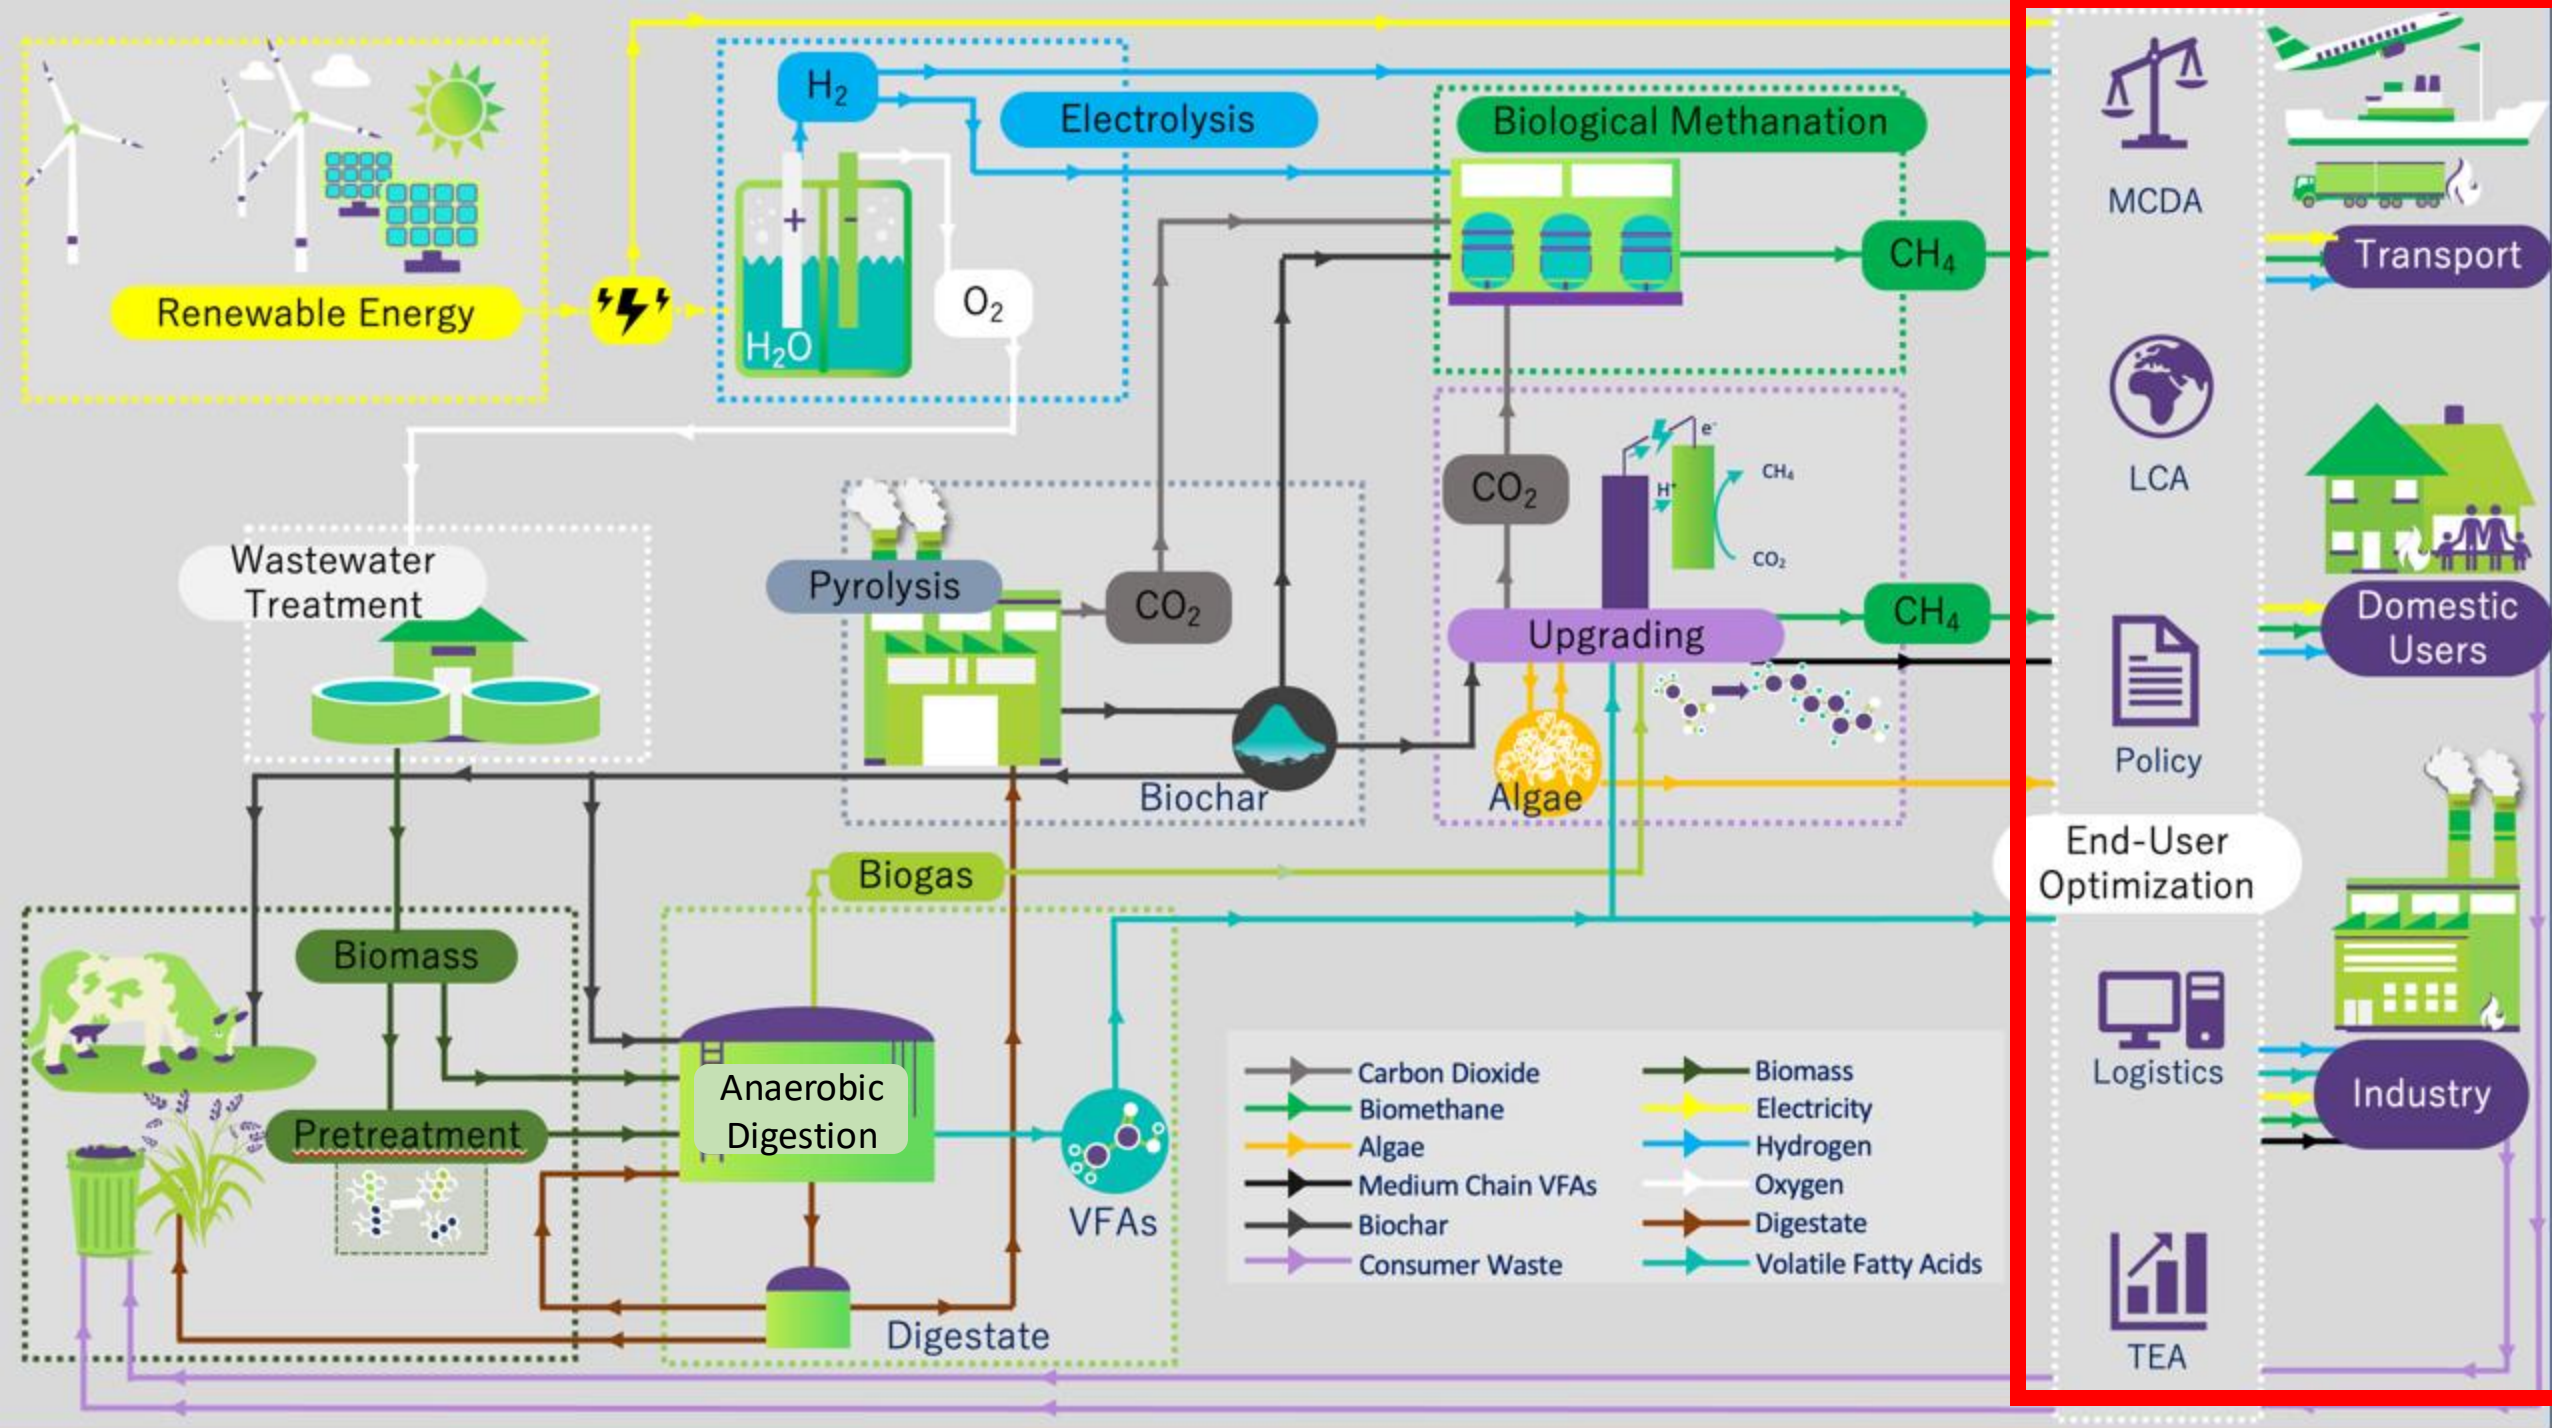 H₂
Electrolysis
Biological Methanation
MCDA
CH₄
Transport
Renewable Energy
+
-
O₂
H₂O
e⁻
CH₄
H⁺
CO₂
CO₂
LCA
Wastewater
Treatment
Pyrolysis
CO₂
Upgrading
CH₄
Domestic
Users
Biochar
Algae
Policy
End-User
Optimization
Biogas
Biomass
Pretreatment
Anaerobic
Digestion
VFAs
Digestate
Carbon Dioxide
Biomethane
Algae
Medium Chain VFAs
Biochar
Consumer Waste
Biomass
Electricity
Hydrogen
Oxygen
Digestate
Volatile Fatty Acids
Logistics
Industry
TEA